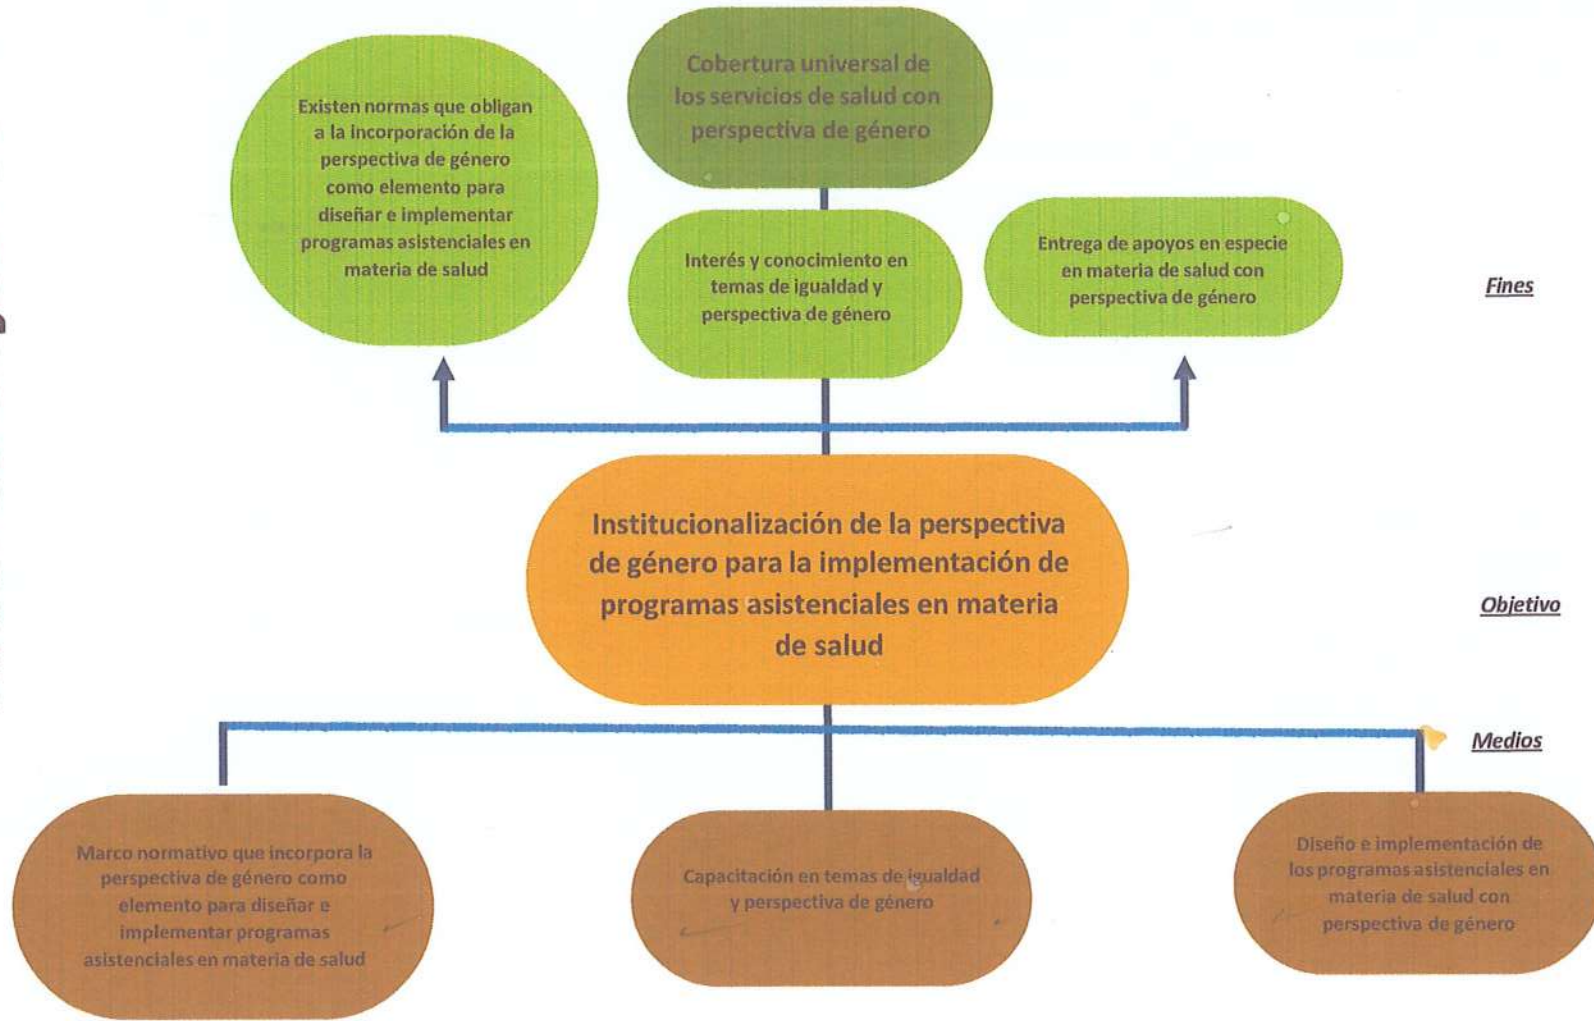 Cobertura universal de
los servicios de salud con
perspectiva de género
Existen normas que obligan
a la incorporación de la
perspectiva de género
como elemento para
diseñar e implementar
programas asistenciales en
materia de salud
Interés y conocimiento en
temas de igualdad y
perspectiva de género
Entrega de apoyos en especie
en materia de salud con
perspectiva de género
Fines
Institucionalización de la perspectiva
de género para la implementación de
programas asistenciales en materia
de salud
Objetivo
Medios
Marco normativo que incorpora la
perspectiva de género como
elemento para diseñar e
implementar programas
asistenciales en materia de salud
Capacitación en temas de igualdad
y perspectiva de género
Diseño e implementación de
los programas asistenciales en
materia de salud con
perspectiva de género